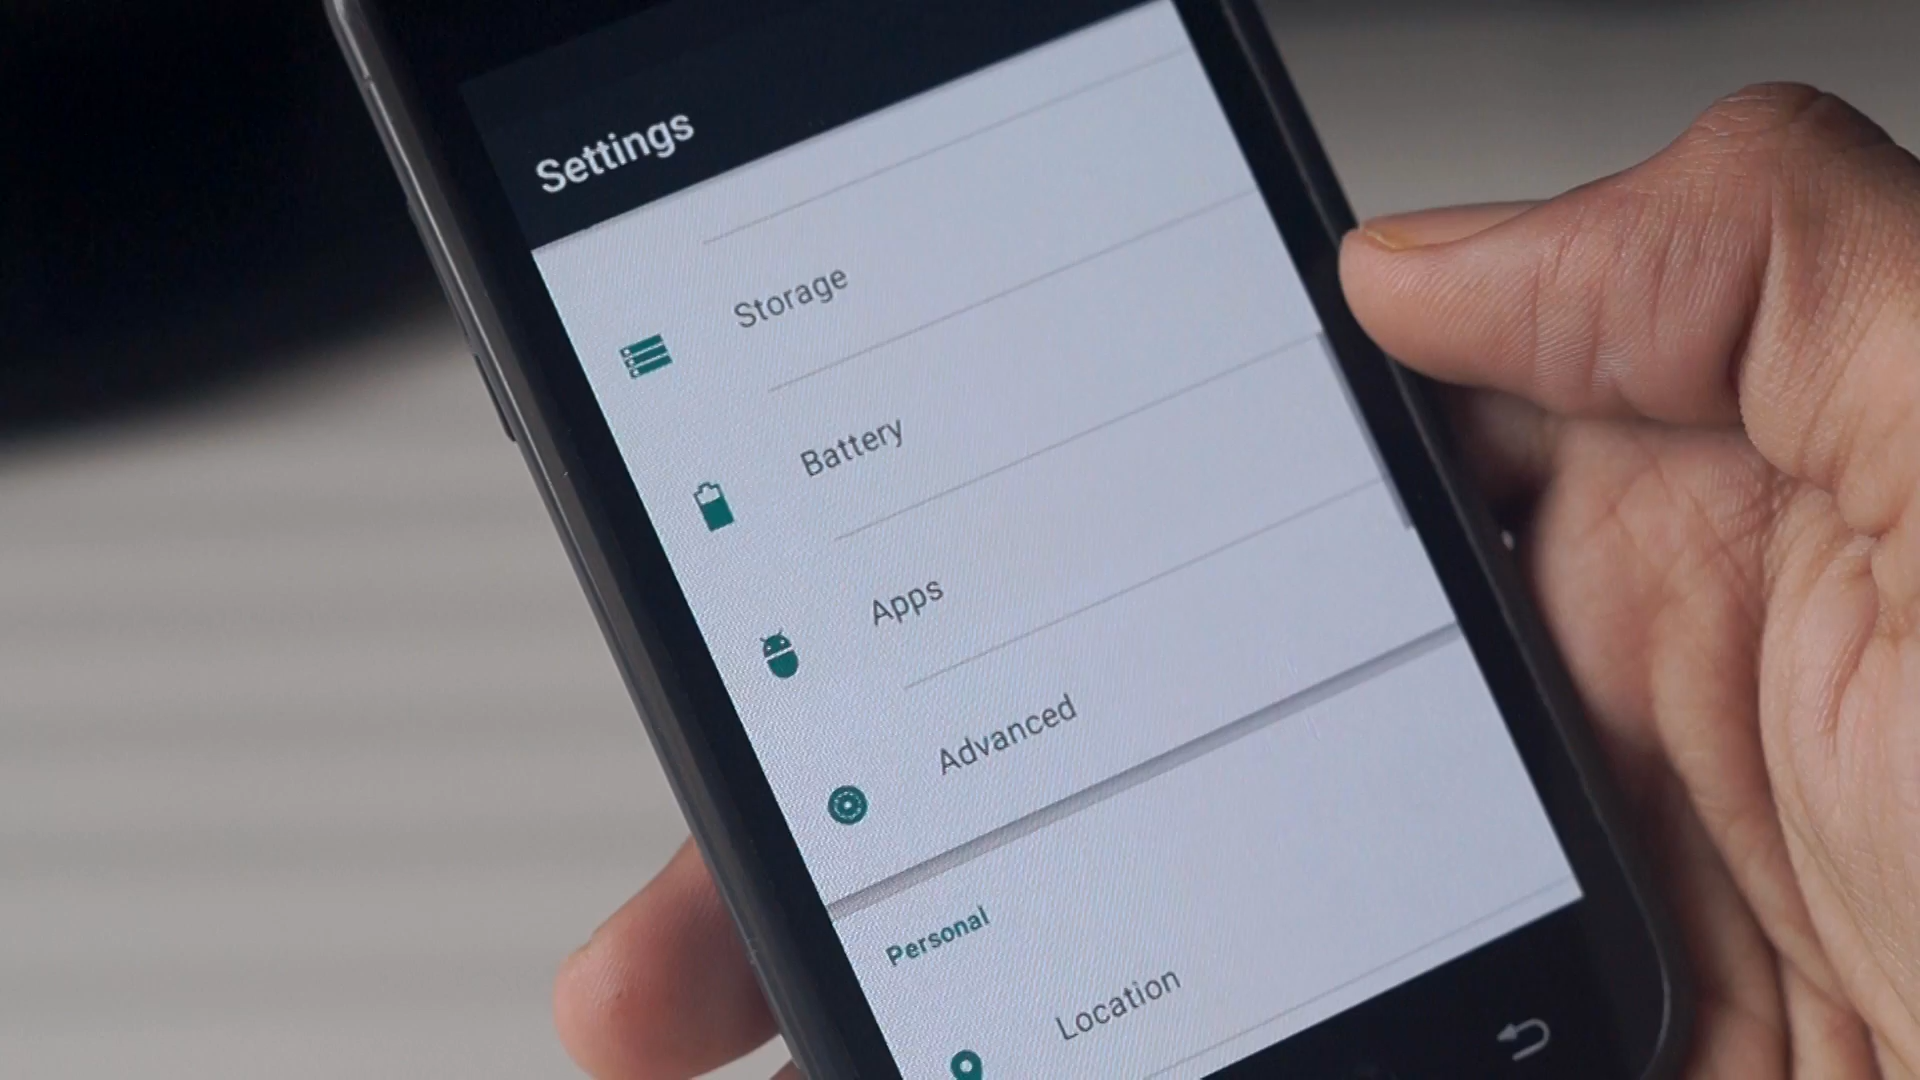 Settings
Storage
Battery
Apps
Advanced
Personal
Location